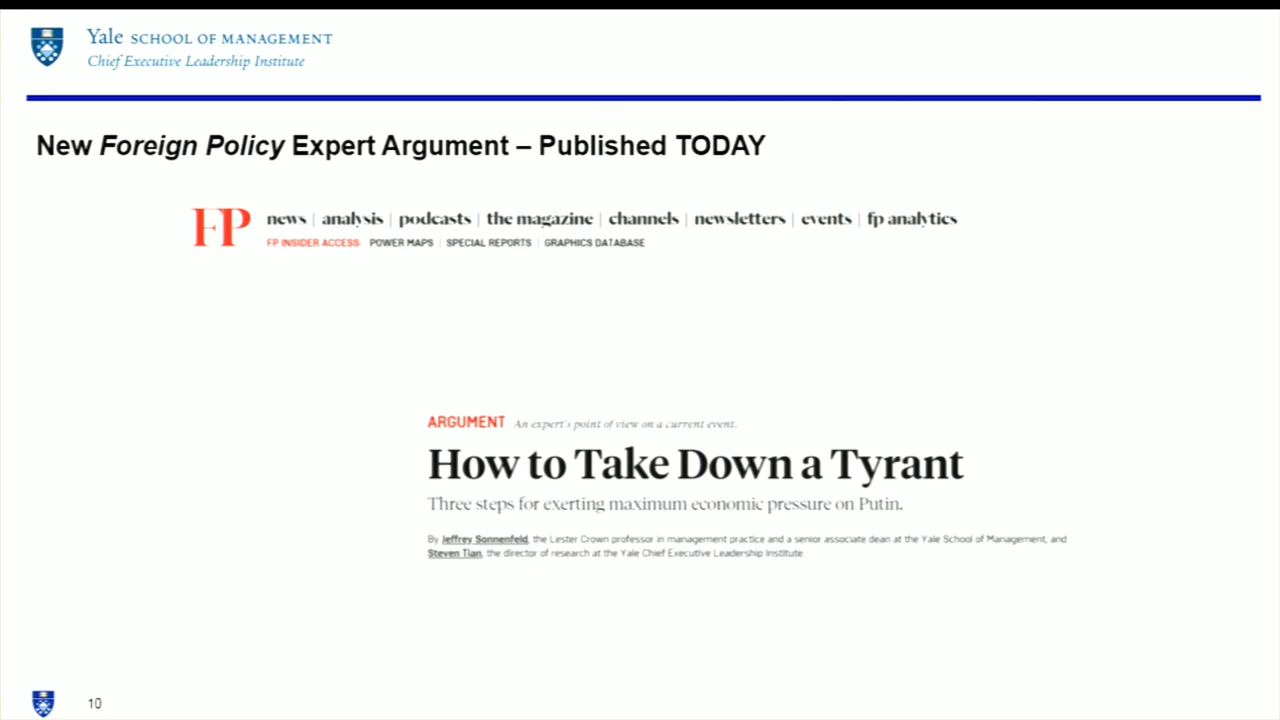 Yale SCHOOL OF MANAGEMENT
Chief Executive Leadership Institute
New Foreign Policy Expert Argument – Published TODAY
FP news | analysis | podcasts | the magazine | channels | newsletters | events | fp analytics
FP INSIDER ACCESS: POWER MAPS | SPECIAL REPORTS | GRAPHICS DATABASE
ARGUMENT An expert's point of view on a current event.
How to Take Down a Tyrant
Three steps for exerting maximum economic pressure on Putin.
By Jeffrey Sonnenfeld, the Lester Crown professor in management practice and a senior associate dean at the Yale School of Management, and
Steven Tian, the director of research at the Yale Chief Executive Leadership Institute
10